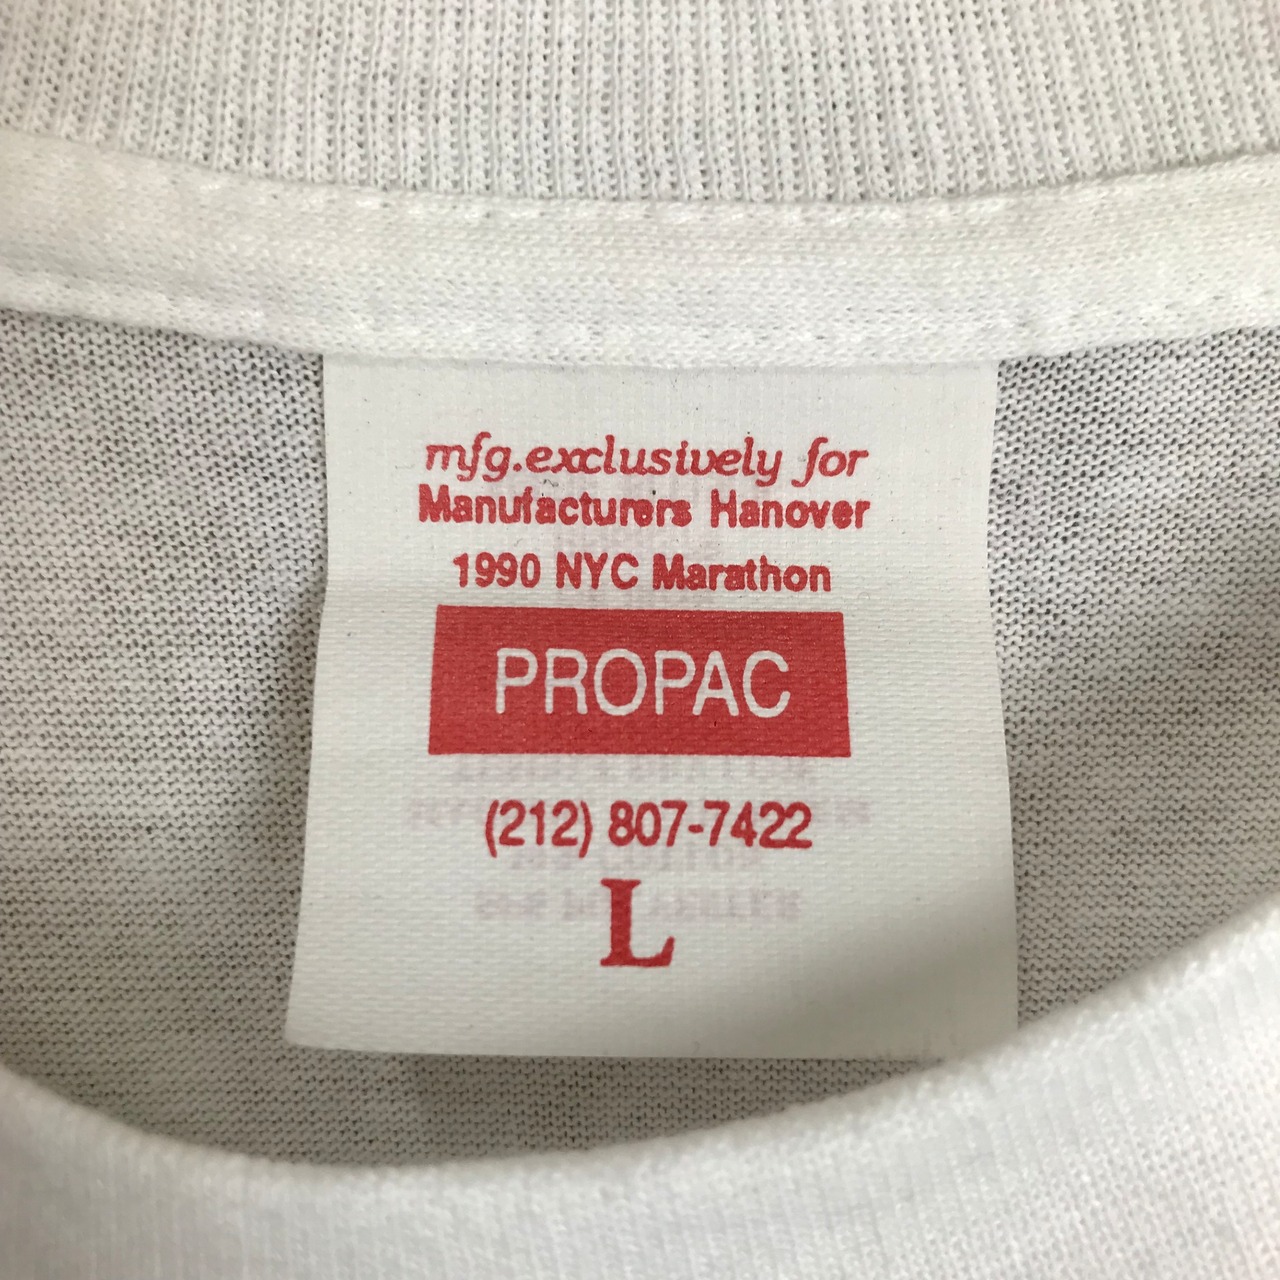 mfg.exclusively for
Manufacturers Hanover
1990 NYC Marathon
PROPAC
(212) 807-7422
L